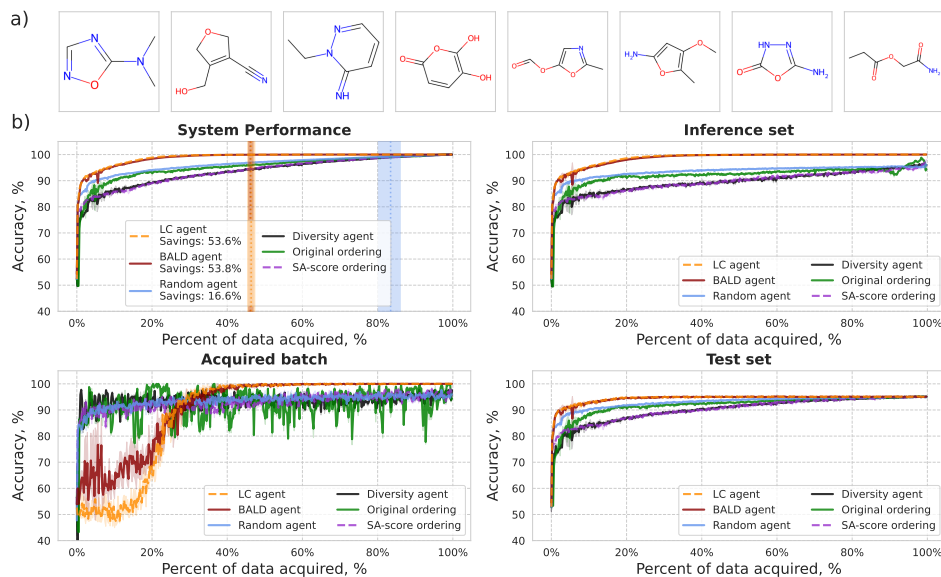 a)
N
N
O
N
O
HO
N
N
N
NH
O
O
OH
OH
O
O
N
O
H₂N
O
O
HN
N
O
O
NH₂
O
O
O
NH₂
b)
System Performance
Accuracy, %
100
90
80
70
60
50
40
LC agent
Savings: 53.6%
BALD agent
Savings: 53.8%
Random agent
Savings: 16.6%
Diversity agent
Original ordering
SA-score ordering
0% 20% 40% 60% 80% 100%
Percent of data acquired, %
Inference set
Accuracy, %
100
90
80
70
60
50
40
LC agent
BALD agent
Random agent
Diversity agent
Original ordering
SA-score ordering
0% 20% 40% 60% 80% 100%
Percent of data acquired, %
Acquired batch
Accuracy, %
100
90
80
70
60
50
40
LC agent
BALD agent
Random agent
Diversity agent
Original ordering
SA-score ordering
0% 20% 40% 60% 80% 100%
Percent of data acquired, %
Test set
Accuracy, %
100
90
80
70
60
50
40
LC agent
BALD agent
Random agent
Diversity agent
Original ordering
SA-score ordering
0% 20% 40% 60% 80% 100%
Percent of data acquired, %